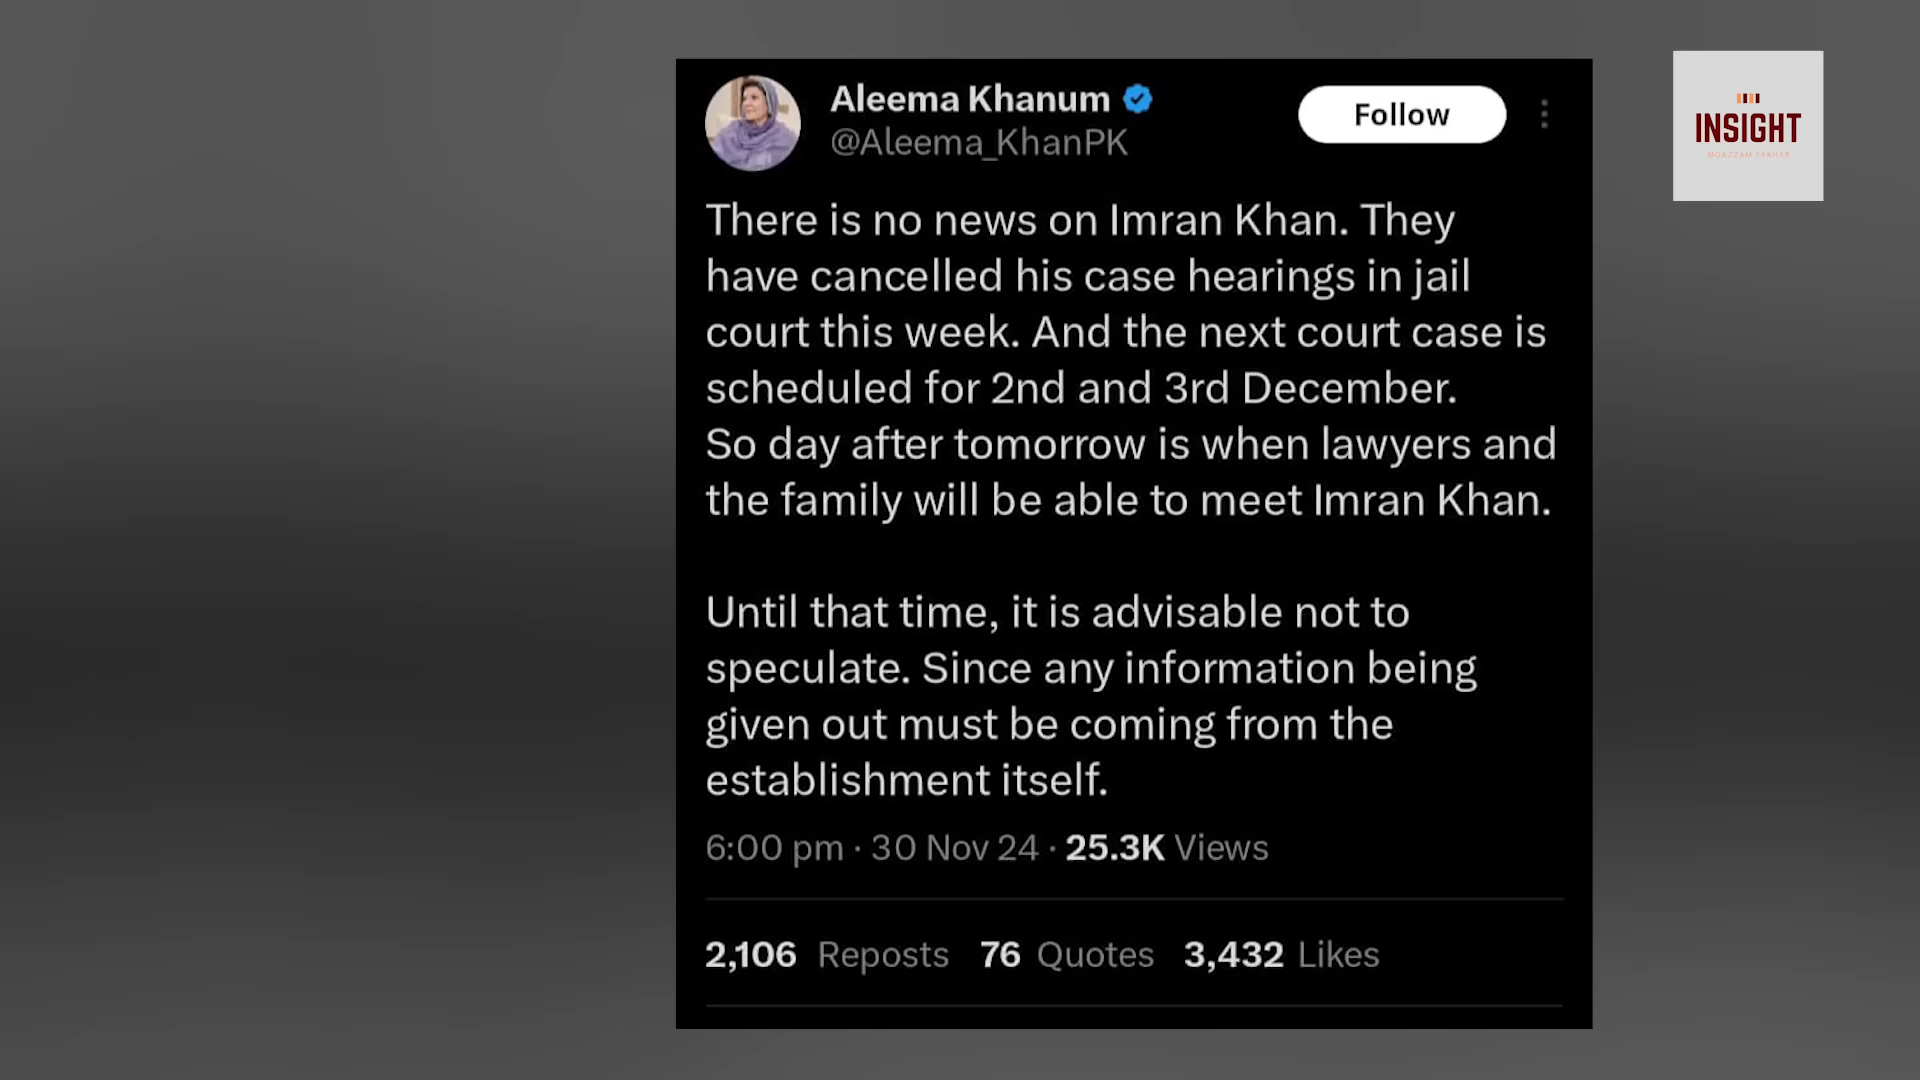 Aleema Khanum
@Aleema_KhanPK
Follow
There is no news on Imran Khan. They
have cancelled his case hearings in jail
court this week. And the next court case is
scheduled for 2nd and 3rd December.
So day after tomorrow is when lawyers and
the family will be able to meet Imran Khan.
Until that time, it is advisable not to
speculate. Since any information being
given out must be coming from the
establishment itself.
6:00 pm · 30 Nov 24 · 25.3K Views
2,106 Reposts 76 Quotes 3,432 Likes
INSIGHT
MOAZZAM FAKHAR